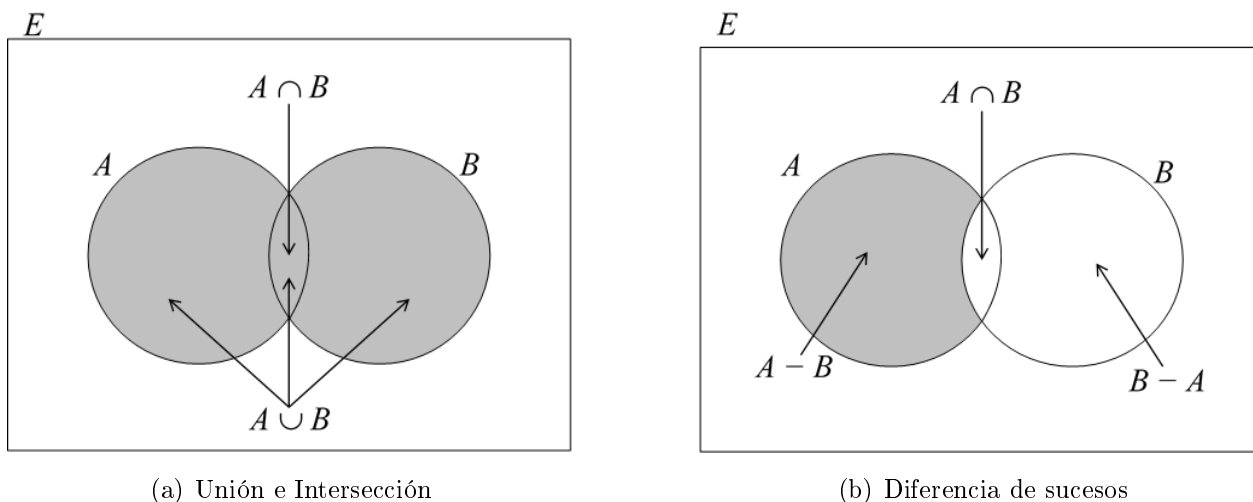 E
A ∩ B
A
B
A ∪ B
(a) Unión e Intersección
E
A ∩ B
A
B
A − B
B − A
(b) Diferencia de sucesos